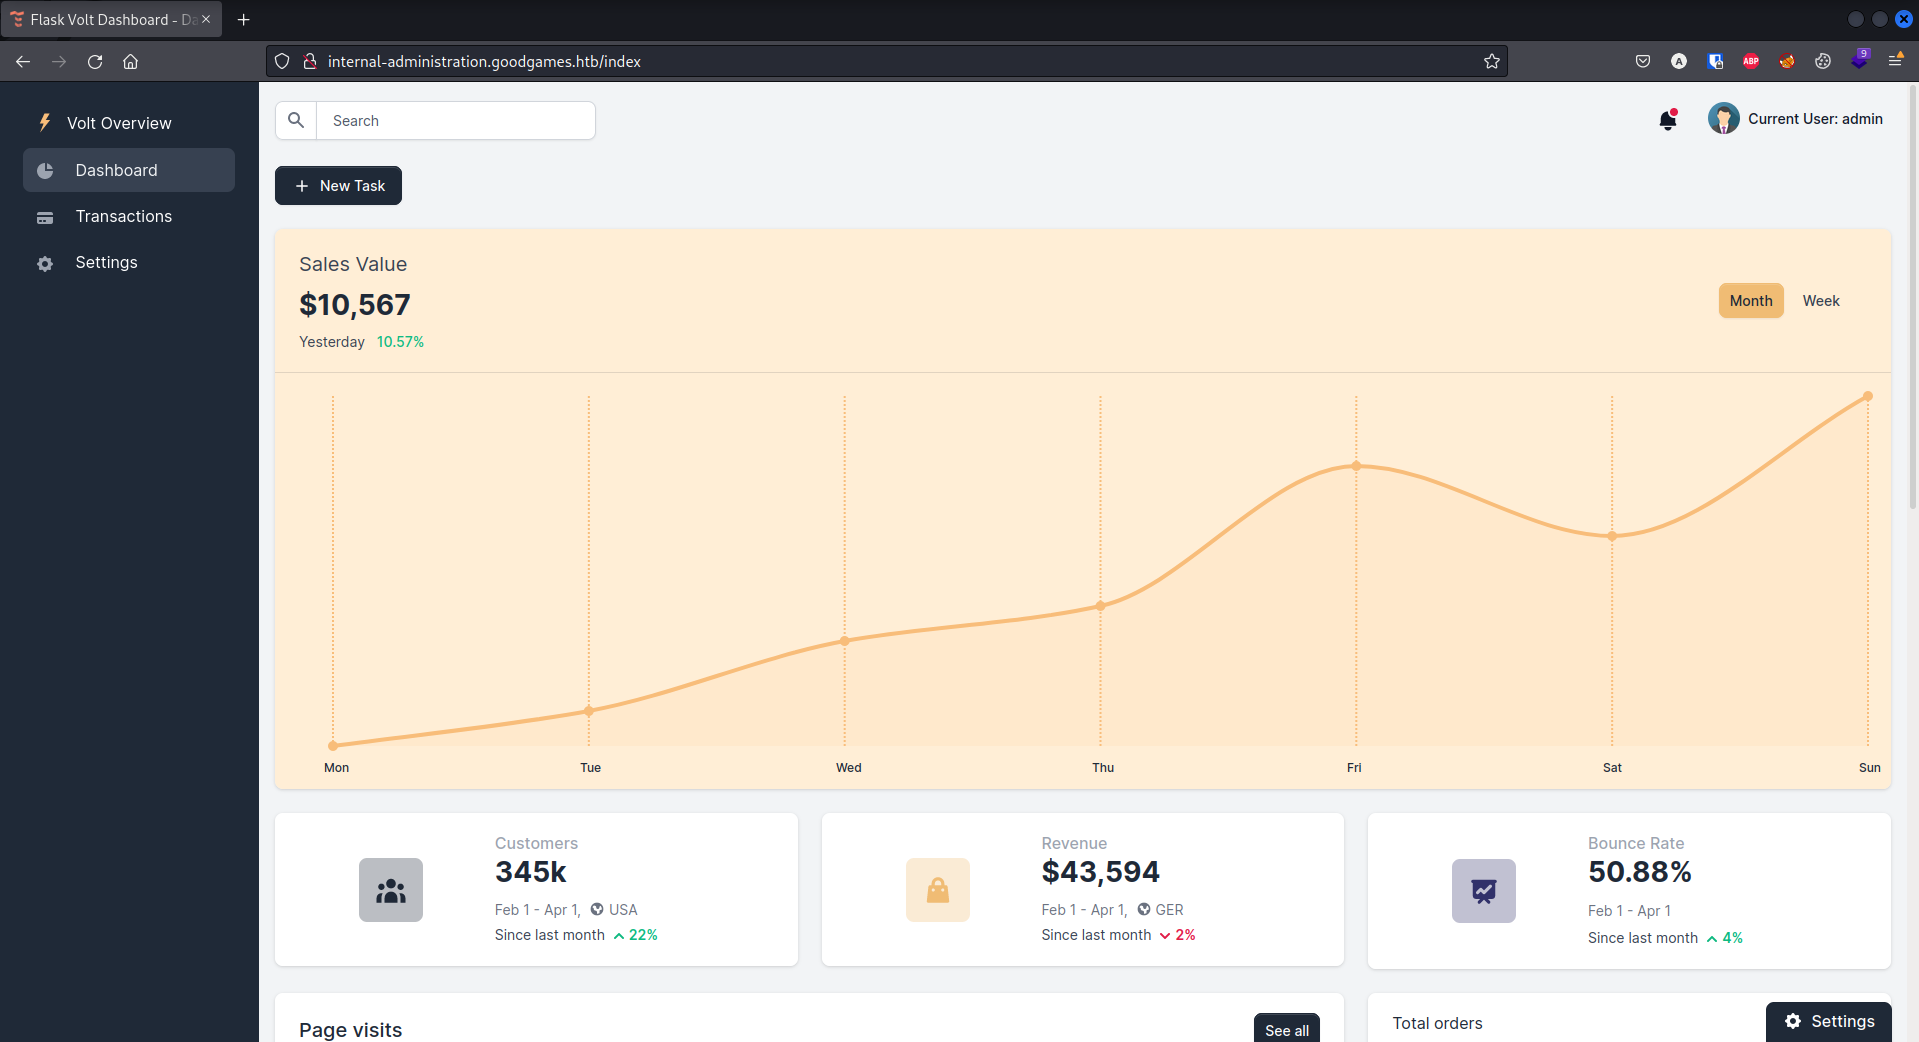 Flask Volt Dashboard - Da
internal-administration.goodgames.htb/index
A
ABP
9
Volt Overview
Dashboard
Transactions
Settings
Search
Current User: admin
New Task
Sales Value
$10,567
Yesterday 10.57%
Month Week
Mon Tue Wed Thu Fri Sat Sun
Customers
345k
Feb 1 - Apr 1, USA
Since last month 22%
Revenue
$43,594
Feb 1 - Apr 1, GER
Since last month 2%
Bounce Rate
50.88%
Feb 1 - Apr 1
Since last month 4%
Page visits
See all
Total orders
Settings